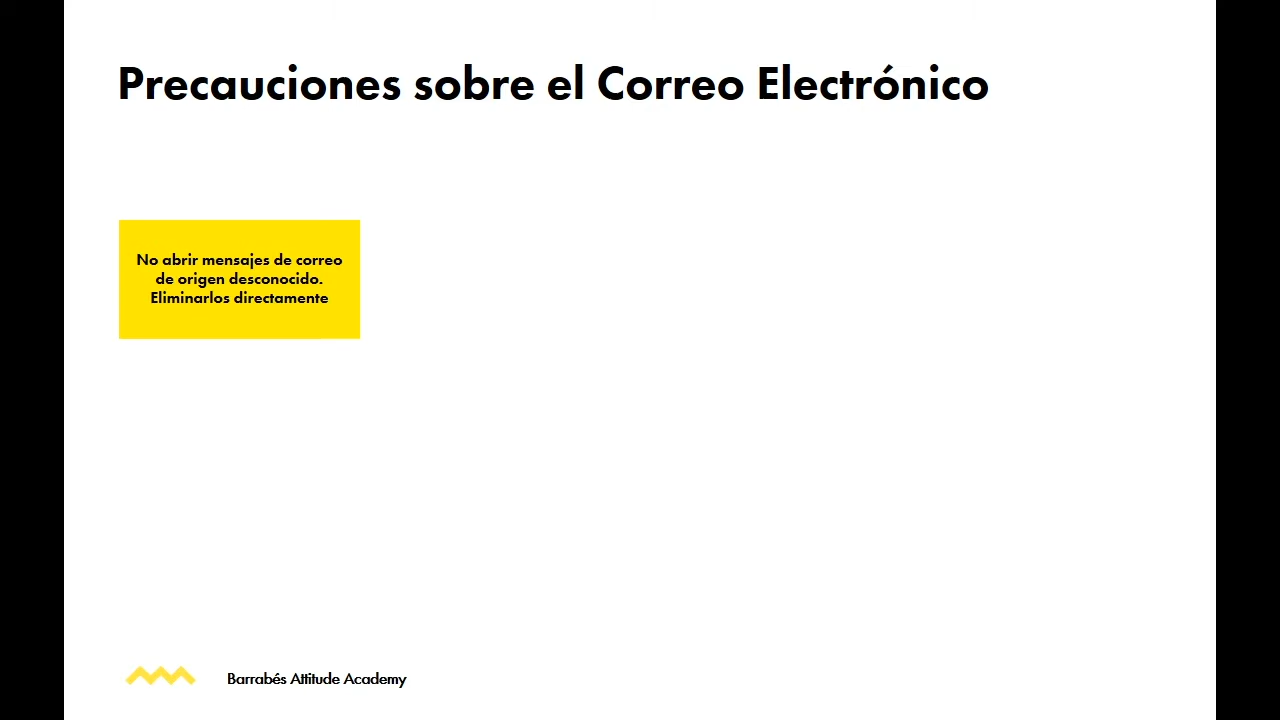 Precauciones sobre el Correo Electrónico
No abrir mensajes de correo
de origen desconocido.
Eliminarlos directamente
Barrabés Attitude Academy